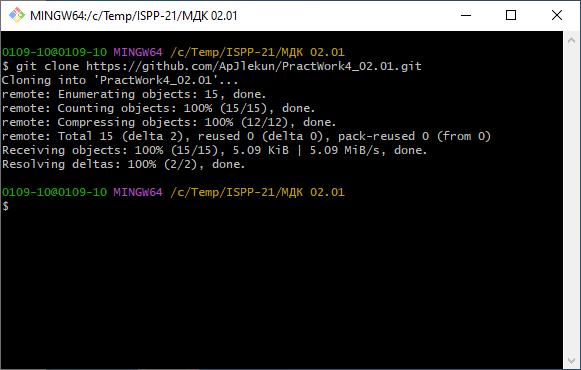 MINGW64:/c/Temp/ISPP-21/МДК 02.01
0109-10@0109-10 MINGW64 /c/Temp/ISPP-21/МДК 02.01
$ git clone https://github.com/ApJlekun/PractWork4_02.01.git
Cloning into 'PractWork4_02.01'...
remote: Enumerating objects: 15, done.
remote: Counting objects: 100% (15/15), done.
remote: Compressing objects: 100% (12/12), done.
remote: Total 15 (delta 2), reused 0 (delta 0), pack-reused 0 (from 0)
Receiving objects: 100% (15/15), 5.09 KiB | 5.09 MiB/s, done.
Resolving deltas: 100% (2/2), done.
0109-10@0109-10 MINGW64 /c/Temp/ISPP-21/МДК 02.01
$